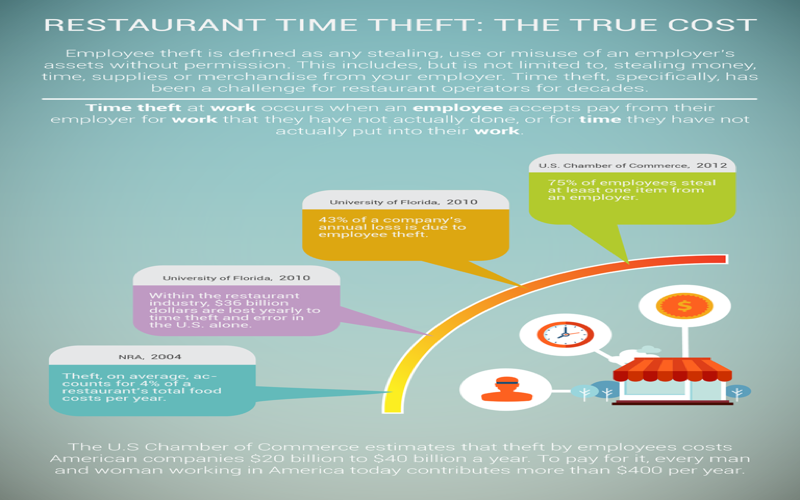 RESTAURANT TIME THEFT: THE TRUE COST
Employee theft is defined as any stealing, use or misuse of an employer's
assets without permission. This includes, but is not limited to, stealing money,
time, supplies or merchandise from your employer. Time theft, specifically, has
been a challenge for restaurant operators for decades.
Time theft at work occurs when an employee accepts pay from their
employer for work that they have not actually done, or for time they have not
actually put into their work.
U.S. Chamber of Commerce, 2012
75% of employees steal
at least one item from
an employer.
University of Florida, 2010
43% of a company's
annual loss is due to
employee theft.
University of Florida, 2010
Within the restaurant
industry, $36 billion
dollars are lost yearly to
time theft and error in
the U.S. alone.
NRA, 2004
Theft, on average, ac-
counts for 4% of a
restaurant's total food
costs per year.
$
The U.S Chamber of Commerce estimates that theft by employees costs
American companies $20 billion to $40 billion a year. To pay for it, every man
and woman working in America today contributes more than $400 per year.